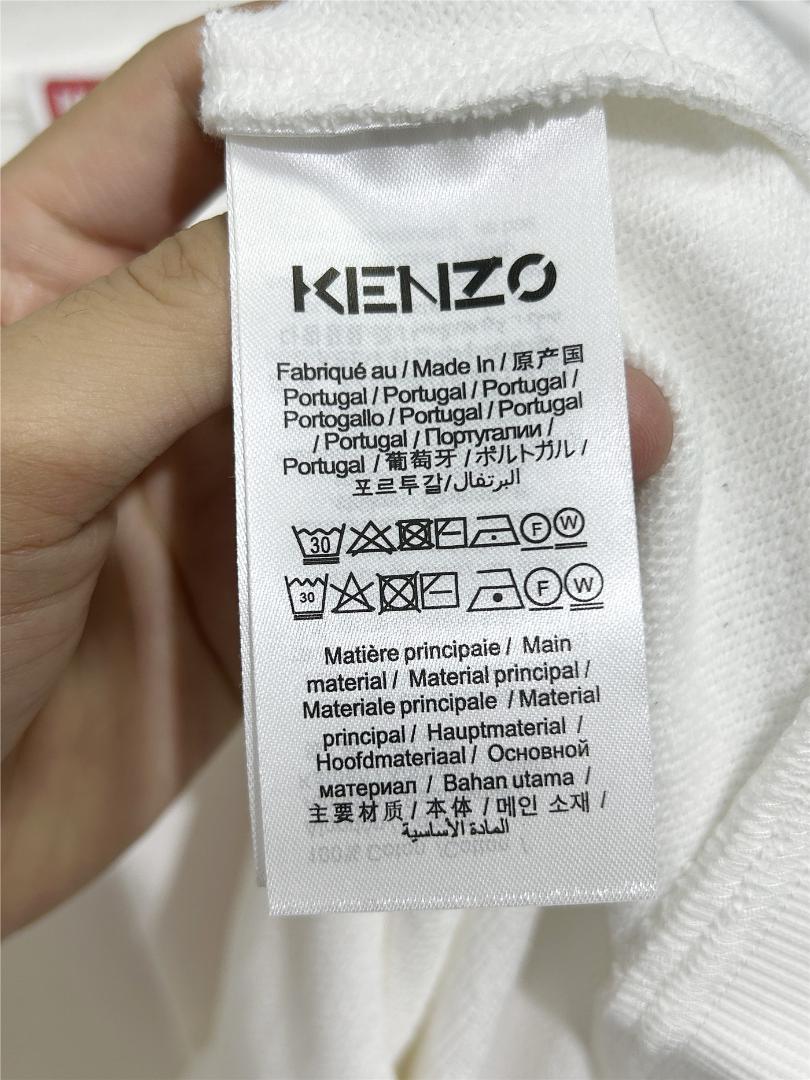 KENZO
Fabriqué au / Made In / 原产国
Portugal / Portugal / Portugal /
Portogallo / Portugal / Portugal
/ Portugal / Португалии /
Portugal / 葡萄牙 / ポルトガル /
포르투갈/البرتغال
30 F W
30 F W
Matière principaie / Main
material / Material principal /
Materiale principale / Material
principal / Hauptmaterial /
Hoofdmateriaal / Основной
материал / Bahan utama /
主要材质 / 本体 / 메인 소재 /
المادة الأساسية